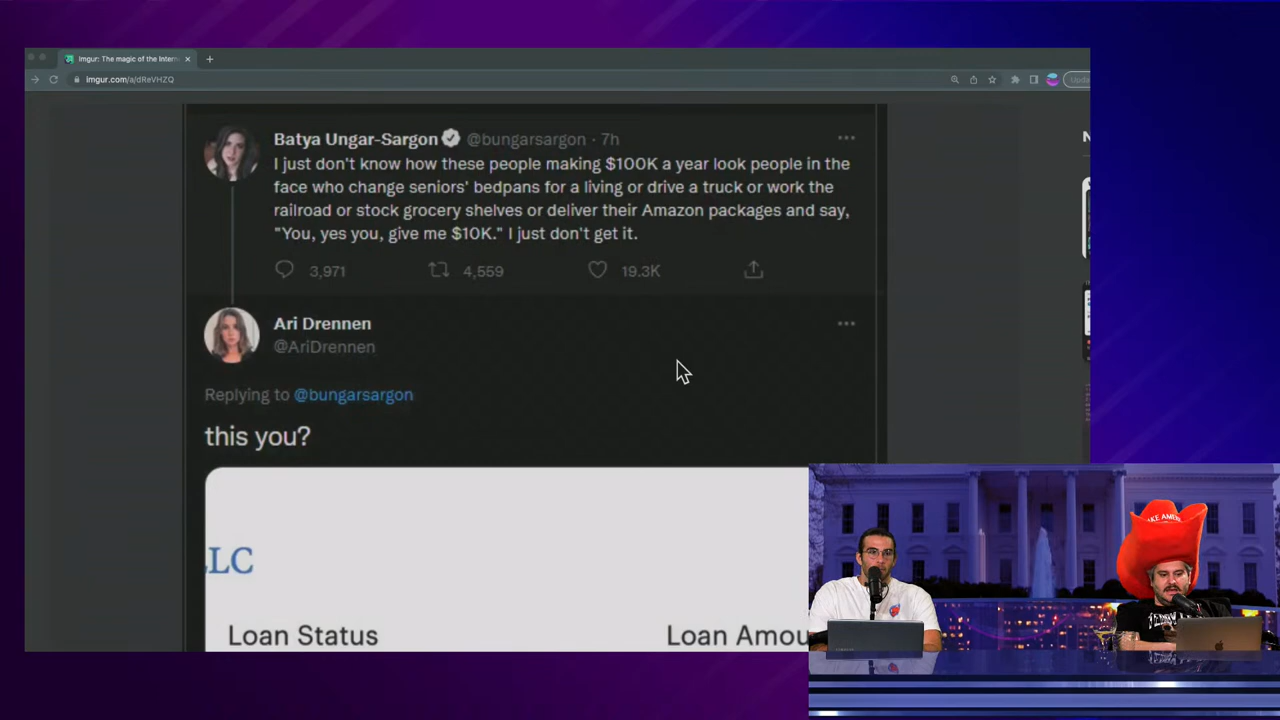 Imgur: The magic of the Intern
imgur.com/a/dReVHZQ
Batya Ungar-Sargon @bungarsargon · 7h
I just don't know how these people making $100K a year look people in the
face who change seniors' bedpans for a living or drive a truck or work the
railroad or stock grocery shelves or deliver their Amazon packages and say,
"You, yes you, give me $10K." I just don't get it.
3,971 4,559 19.3K
Ari Drennen
@AriDrennen
Replying to @bungarsargon
this you?
LLC
Loan Status Loan Amou